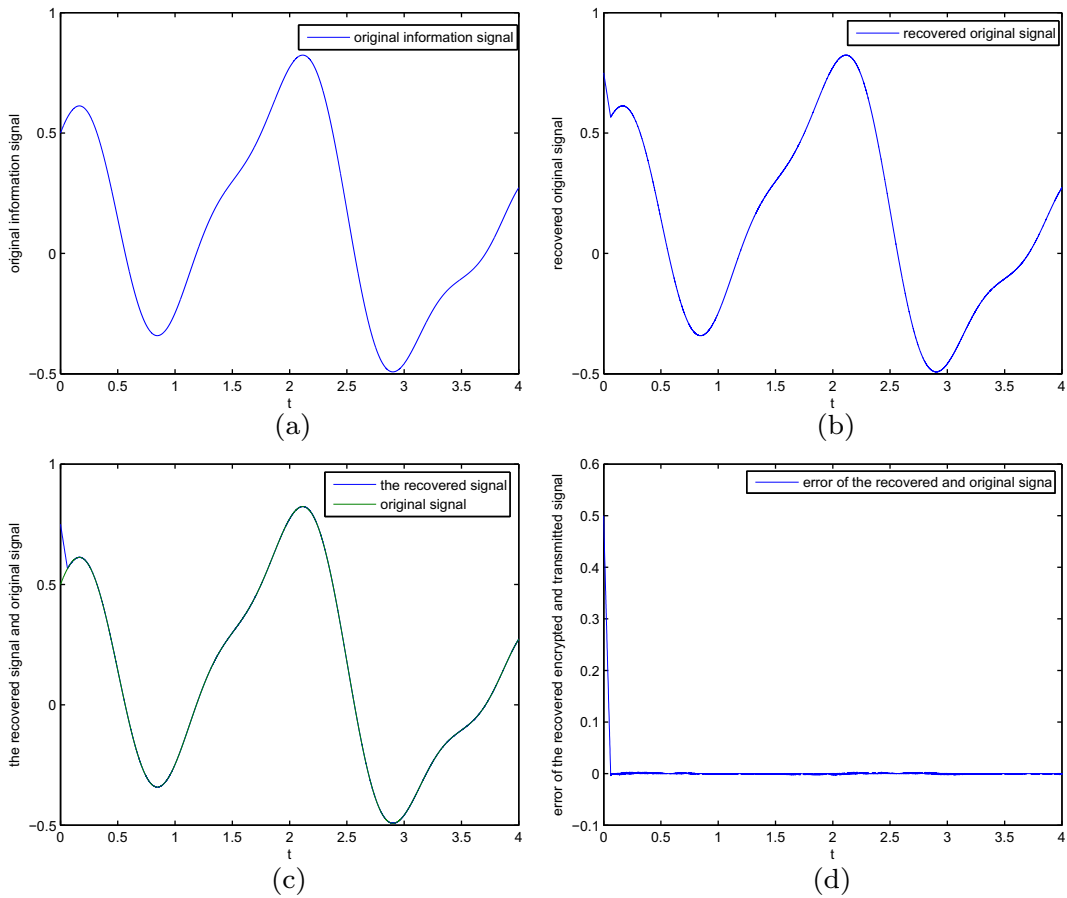 1
0.5
0
−0.5
original information signal
original information signal
0 0.5 1 1.5 2 2.5 3 3.5 4
t
(a)
1
0.5
0
−0.5
recovered original signal
recovered original signal
0 0.5 1 1.5 2 2.5 3 3.5 4
t
(b)
1
0.5
0
−0.5
the recovered signal and original signal
the recovered signal
original signal
0 0.5 1 1.5 2 2.5 3 3.5 4
t
(c)
0.6
0.5
0.4
0.3
0.2
0.1
0
−0.1
error of the recovered encrypted and transmitted signal
error of the recovered and original signa
0 0.5 1 1.5 2 2.5 3 3.5 4
t
(d)